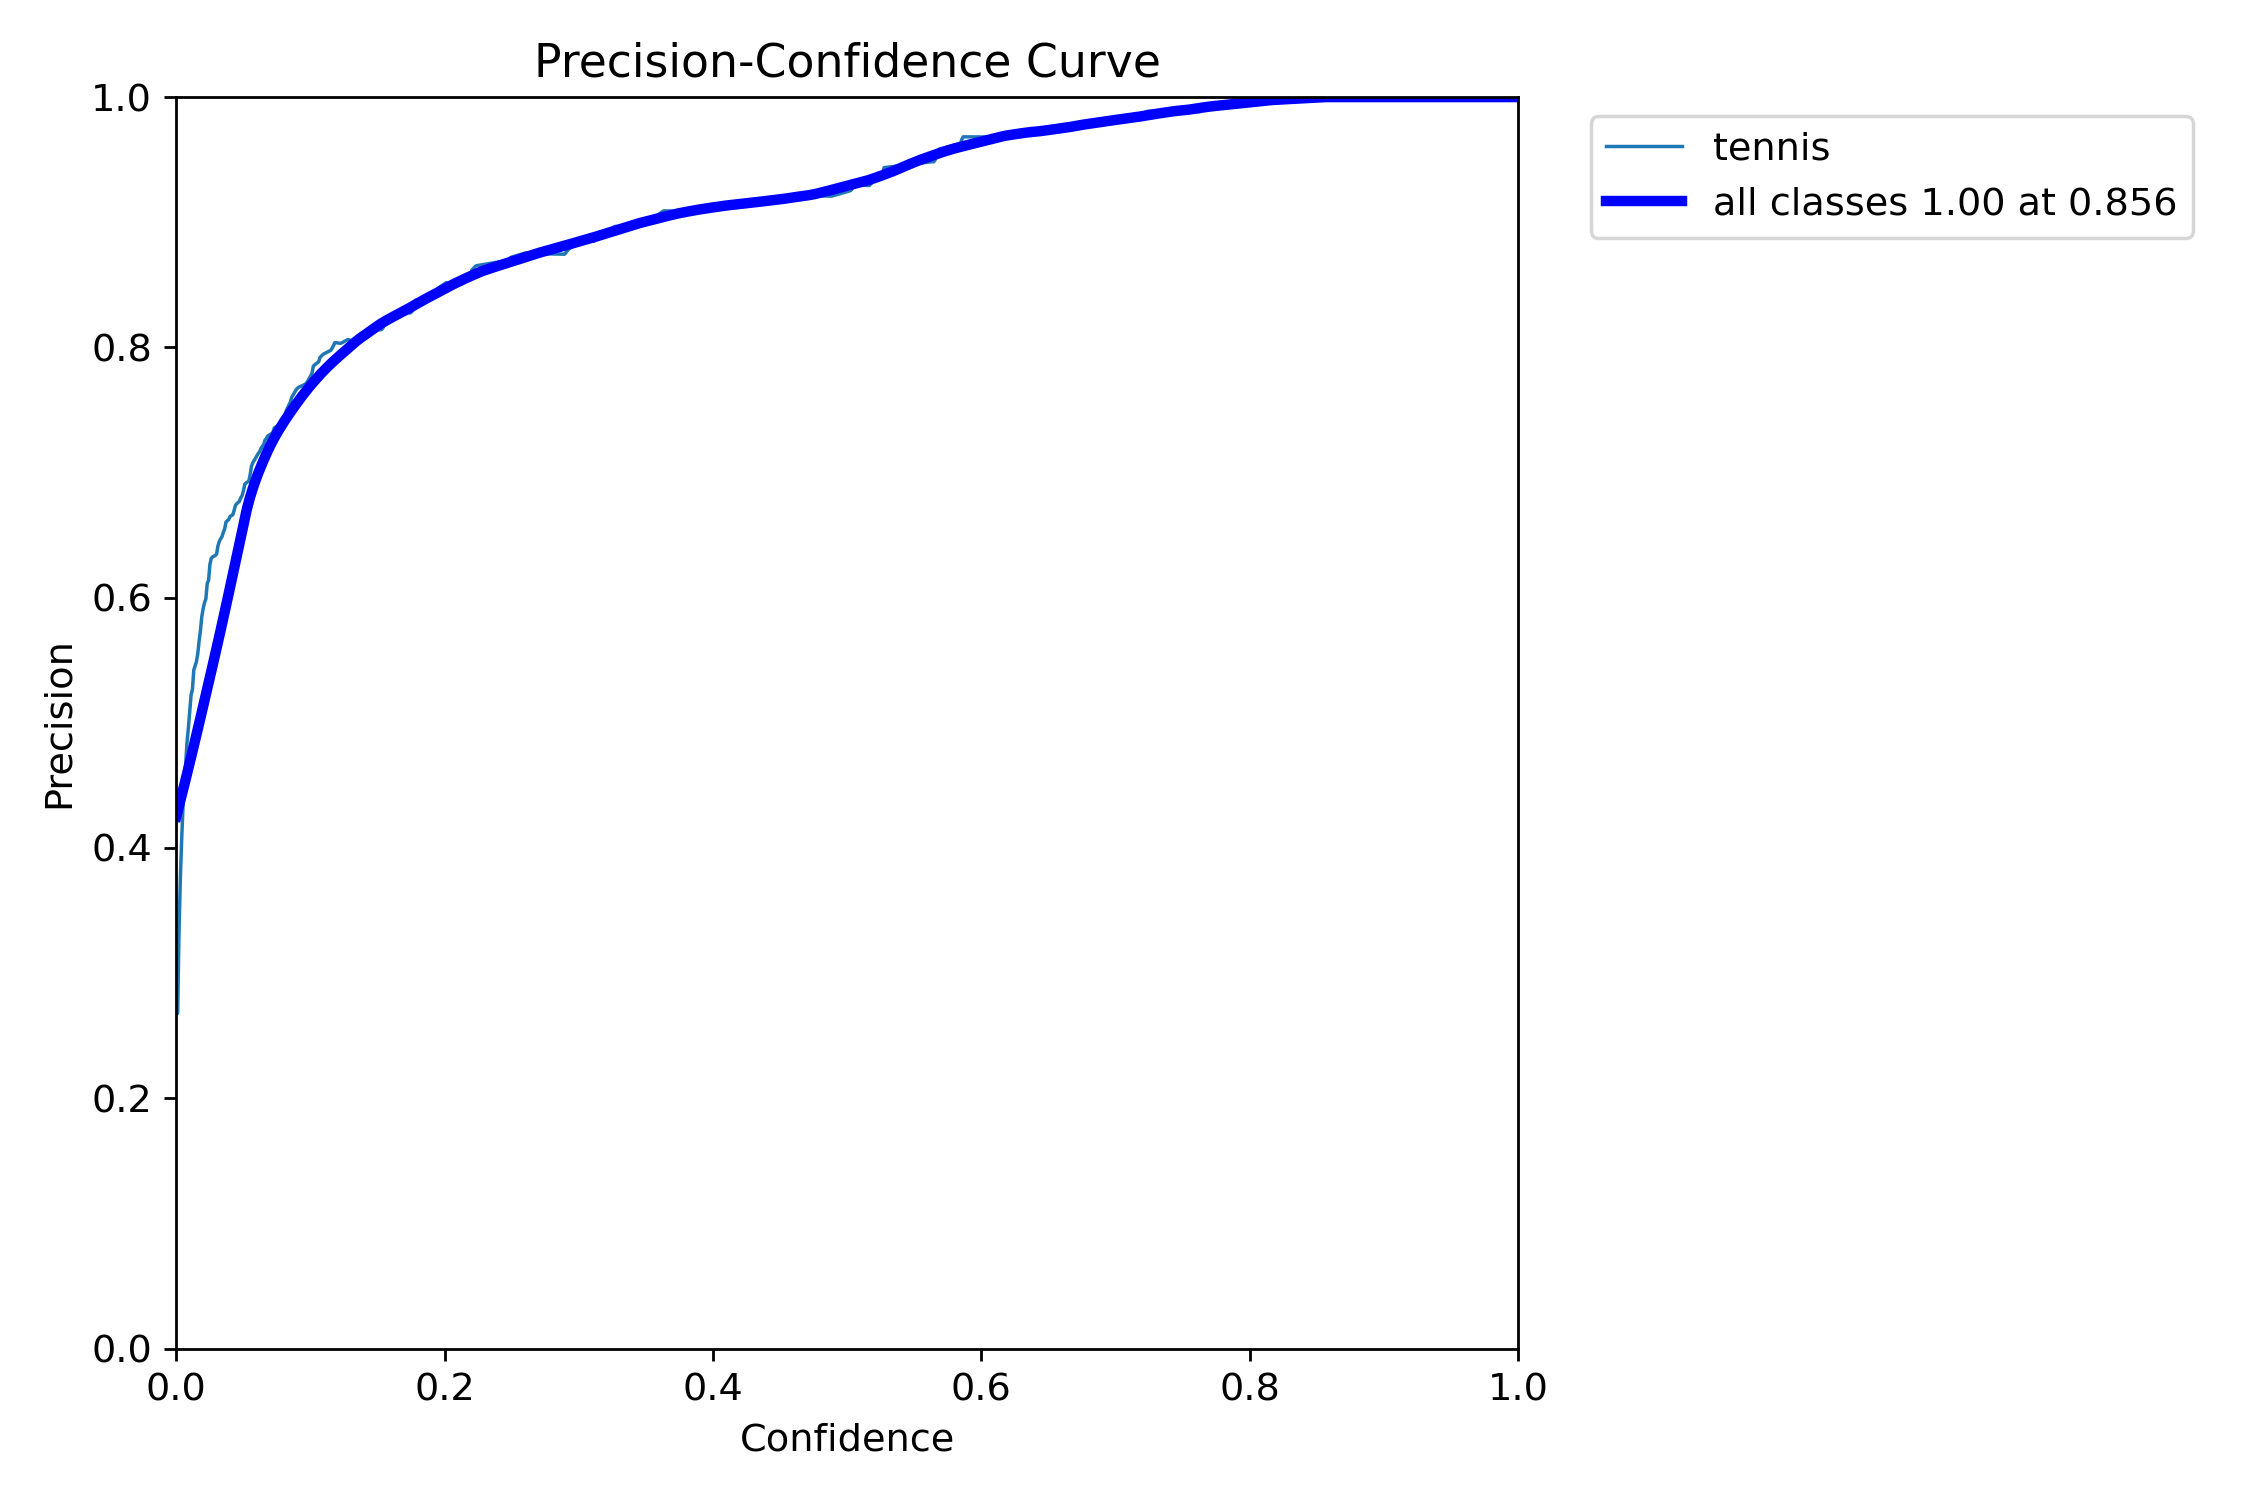 Precision-Confidence Curve
tennis
all classes 1.00 at 0.856
Precision
1.0
0.8
0.6
0.4
0.2
0.0
0.0 0.2 0.4 0.6 0.8 1.0
Confidence